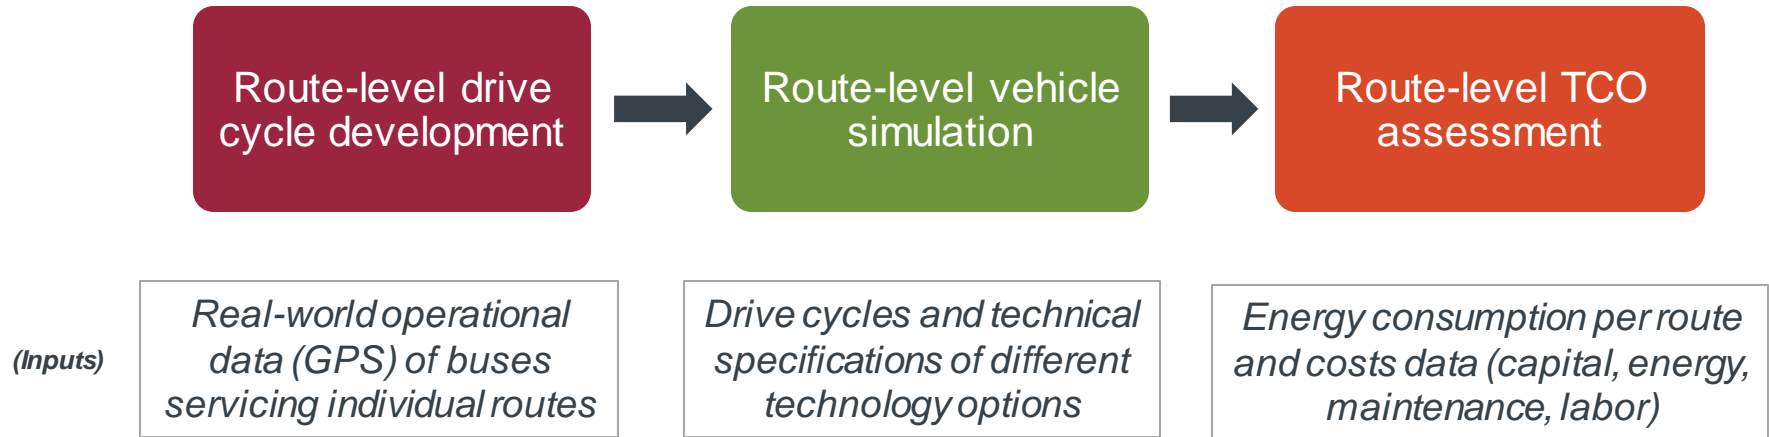 Route-level drive
cycle development
Route-level vehicle
simulation
Route-level TCO
assessment
(Inputs)
Real-world operational
data (GPS) of buses
servicing individual routes
Drive cycles and technical
specifications of different
technology options
Energy consumption per route
and costs data (capital, energy,
maintenance, labor)